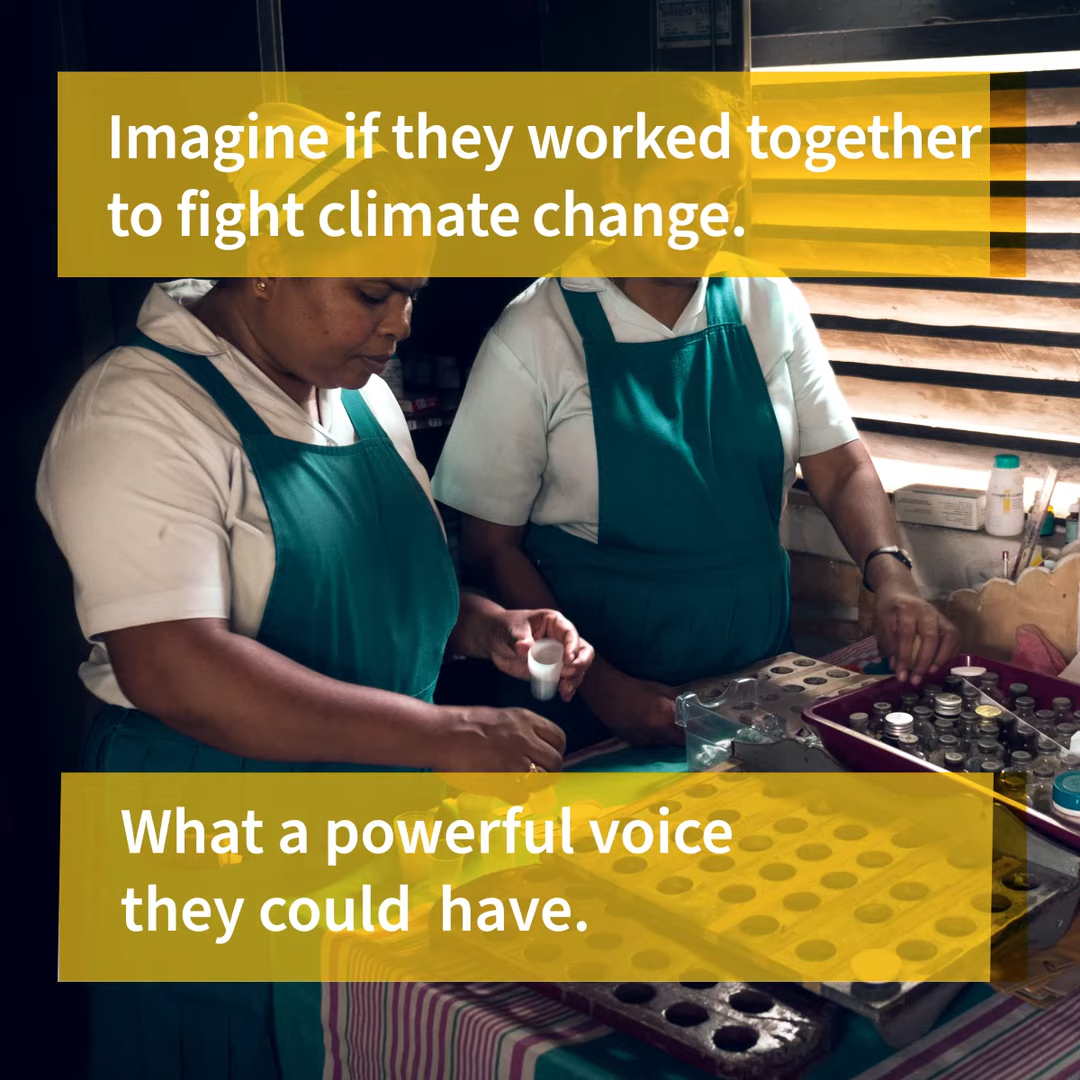 Imagine if they worked together
to fight climate change.
What a powerful voice
they could  have.